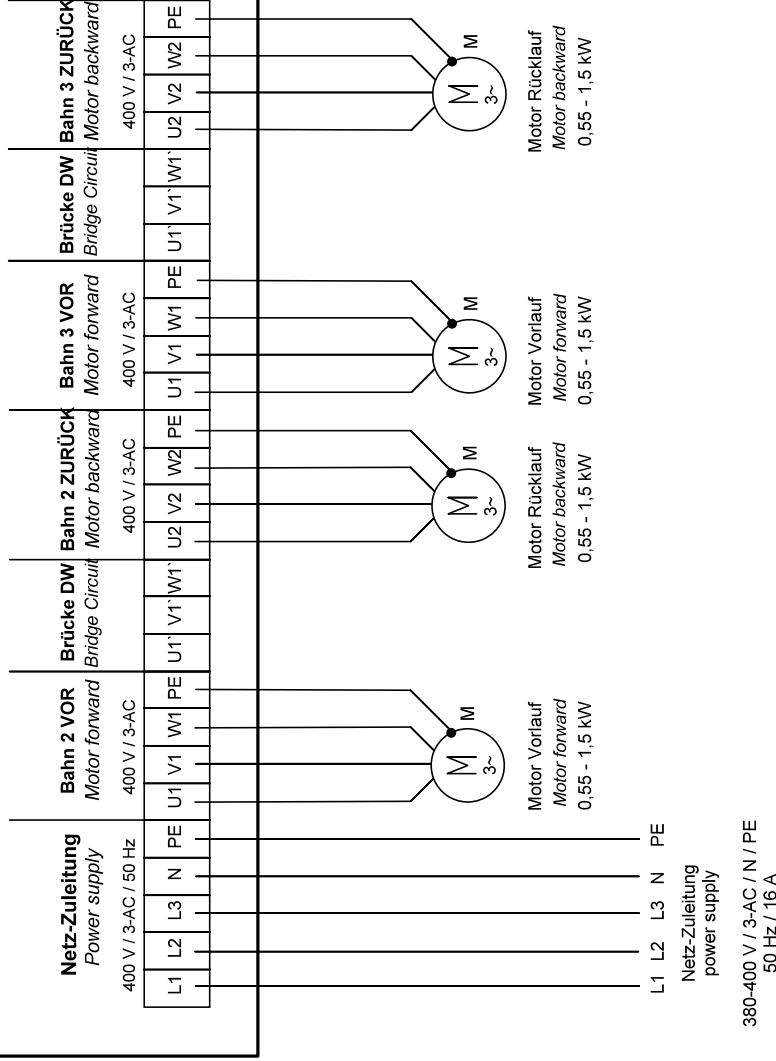 Netz-Zuleitung
Power supply
400 V / 3-AC / 50 Hz
L1 L2 L3 N PE
Bahn 2 VOR
Motor forward
400 V / 3-AC
U1 V1 W1 PE
Brücke DW
Bridge Circuit
U1` V1` W1`
Bahn 2 ZURÜCK
Motor backward
400 V / 3-AC
U2 V2 W2 PE
Bahn 3 VOR
Motor forward
400 V / 3-AC
U1 V1 W1 PE
Brücke DW
Bridge Circuit
U1` V1` W1`
Bahn 3 ZURÜCK
Motor backward
400 V / 3-AC
U2 V2 W2 PE
M
M
3~
M
M
3~
M
M
3~
M
M
3~
Motor Vorlauf
Motor forward
0,55 - 1,5 kW
Motor Rücklauf
Motor backward
0,55 - 1,5 kW
Motor Vorlauf
Motor forward
0,55 - 1,5 kW
Motor Rücklauf
Motor backward
0,55 - 1,5 kW
L1 L2 L3 N PE
Netz-Zuleitung
power supply
380-400 V / 3-AC / N / PE
50 Hz / 16 A